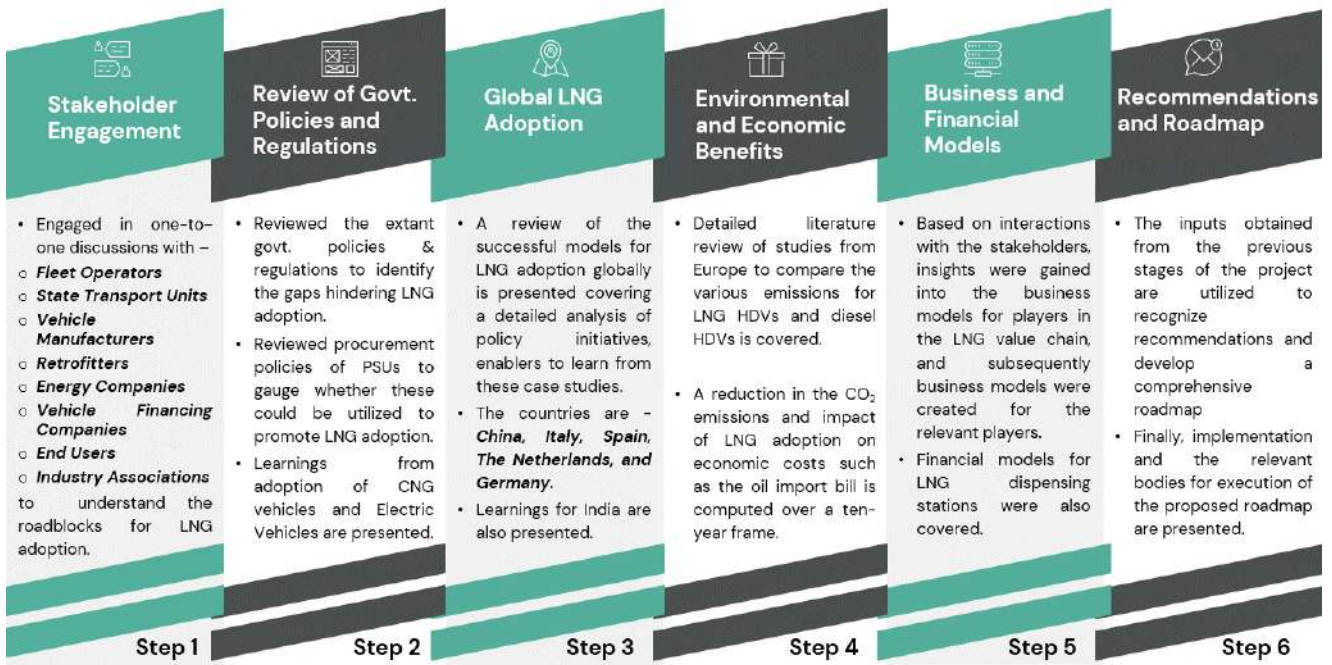 Stakeholder
Engagement
• Engaged in one-to-
one discussions with –
o Fleet Operators
o State Transport Units
o Vehicle
Manufacturers
o Retrofitters
o Energy Companies
o Vehicle Financing
Companies
o End Users
o Industry Associations
to understand the
roadblocks for LNG
adoption.
Step 1
Review of Govt.
Policies and
Regulations
• Reviewed the extant
govt. policies &
regulations to identify
the gaps hindering LNG
adoption.
• Reviewed procurement
policies of PSUs to
gauge whether these
could be utilized to
promote LNG adoption.
• Learnings from
adoption of CNG
vehicles and Electric
Vehicles are presented.
Step 2
Global LNG
Adoption
• A review of the
successful models for
LNG adoption globally
is presented covering
a detailed analysis of
policy initiatives,
enablers to learn from
these case studies.
• The countries are -
China, Italy, Spain,
The Netherlands, and
Germany.
• Learnings for India are
also presented.
Step 3
Environmental
and Economic
Benefits
• Detailed literature
review of studies from
Europe to compare the
various emissions for
LNG HDVs and diesel
HDVs is covered.
• A reduction in the CO₂
emissions and impact
of LNG adoption on
economic costs such
as the oil import bill is
computed over a ten-
year frame.
Step 4
Business and
Financial
Models
• Based on interactions
with the stakeholders,
insights were gained
into the business
models for players in
the LNG value chain,
and subsequently
business models were
created for the
relevant players.
• Financial models for
LNG dispensing
stations were also
covered.
Step 5
Recommendations
and Roadmap
• The inputs obtained
from the previous
stages of the project
are utilized to
recognize
recommendations and
develop a
comprehensive
roadmap
• Finally, implementation
and the relevant
bodies for execution of
the proposed roadmap
are presented.
Step 6